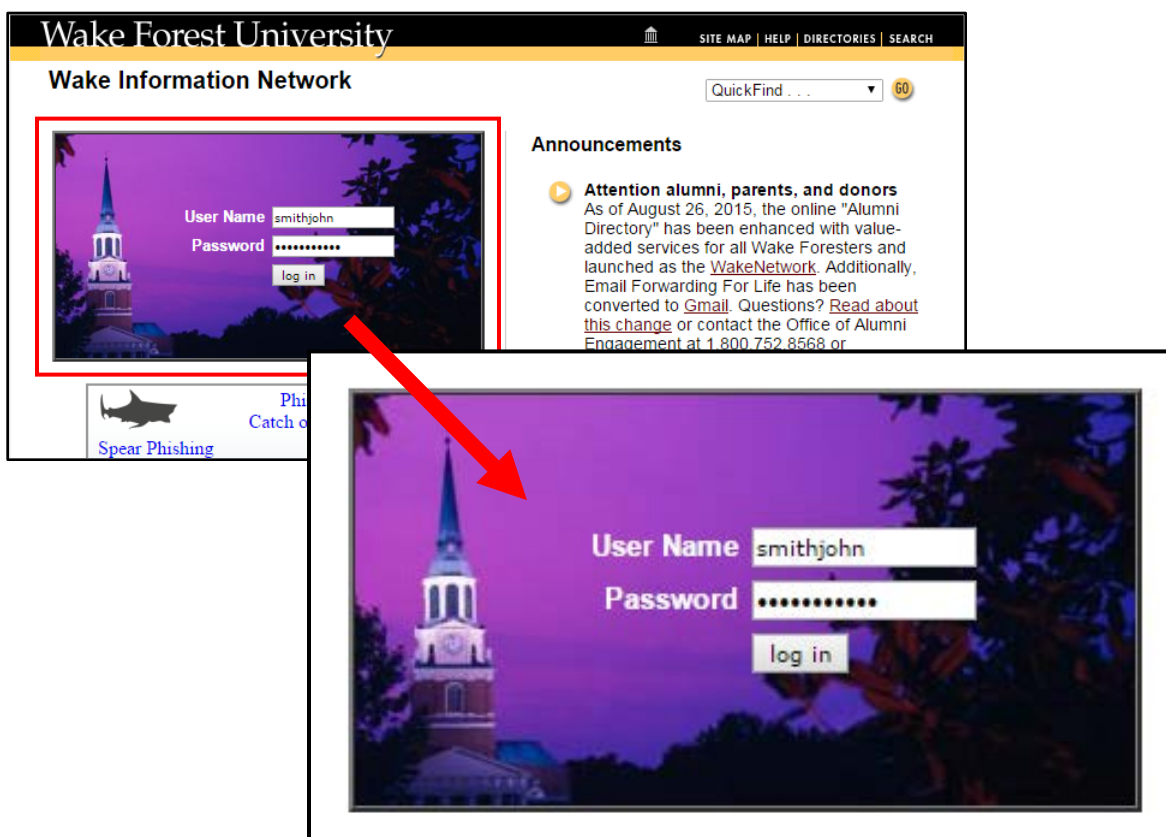 Wake Forest University
SITE MAP | HELP | DIRECTORIES | SEARCH
Wake Information Network
QuickFind . . .
GO
User Name smithjohn
Password •••••••••••
log in
Announcements
Attention alumni, parents, and donors
As of August 26, 2015, the online "Alumni
Directory" has been enhanced with value-
added services for all Wake Foresters and
launched as the WakeNetwork. Additionally,
Email Forwarding For Life has been
converted to Gmail. Questions? Read about
this change or contact the Office of Alumni
Engagement at 1.800.752.8568 or
Catch
Spear Phishing
User Name smithjohn
Password •••••••••••
log in